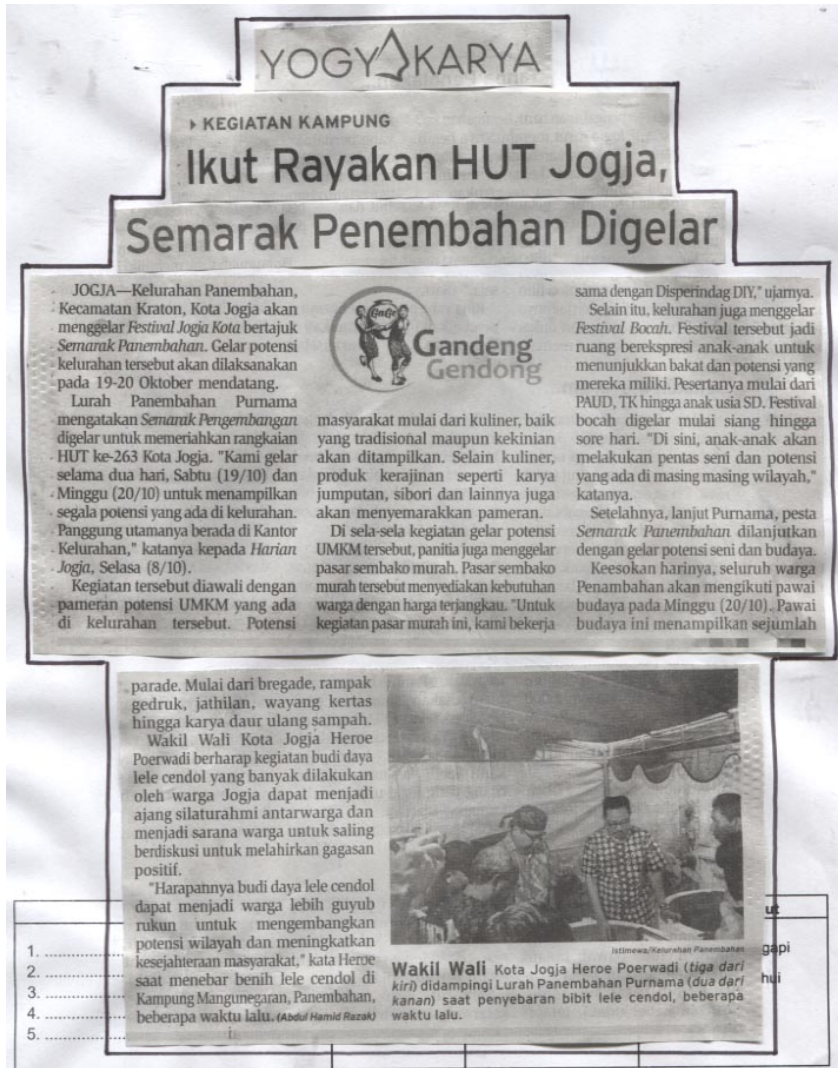 YOGYAKARYA
KEGIATAN KAMPUNG
Ikut Rayakan HUT Jogja,
Semarak Penembahan Digelar
JOGJA—Kelurahan Panembahan,
Kecamatan Kraton, Kota Jogja akan
menggelar Festival Jogja Kota bertajuk
Semarak Panembahan. Gelar potensi
kelurahan tersebut akan dilaksanakan
pada 19-20 Oktober mendatang.
Lurah Panembahan Purnama
mengatakan Semarak Pengembangan
digelar untuk memeriahkan rangkaian
HUT ke-263 Kota Jogja. "Kami gelar
selama dua hari, Sabtu (19/10) dan
Minggu (20/10) untuk menampilkan
segala potensi yang ada di kelurahan.
Panggung utamanya berada di Kantor
Kelurahan," katanya kepada Harian
Jogja, Selasa (8/10).
Kegiatan tersebut diawali dengan
pameran potensi UMKM yang ada
di kelurahan tersebut. Potensi
GaGe
Gandeng
Gendong
masyarakat mulai dari kuliner, baik
yang tradisional maupun kekinian
akan ditampilkan. Selain kuliner,
produk kerajinan seperti karya
jumputan, sibori dan lainnya juga
akan menyemarakkan pameran.
Di sela-sela kegiatan gelar potensi
UMKM tersebut, panitia juga menggelar
pasar sembako murah. Pasar sembako
murah tersebut menyediakan kebutuhan
warga dengan harga terjangkau. "Untuk
kegiatan pasar murah ini, kami bekerja
sama dengan Disperindag DIY," ujarnya.
Selain itu, kelurahan juga menggelar
Festival Bocah. Festival tersebut jadi
ruang berekspresi anak-anak untuk
menunjukkan bakat dan potensi yang
mereka miliki. Pesertanya mulai dari
PAUD, TK hingga anak usia SD. Festival
bocah digelar mulai siang hingga
sore hari. "Di sini, anak-anak akan
melakukan pentas seni dan potensi
yang ada di masing masing wilayah,"
katanya.
Setelahnya, lanjut Purnama, pesta
Semarak Panembahan dilanjutkan
dengan gelar potensi seni dan budaya.
Keesokan harinya, seluruh warga
Penambahan akan mengikuti pawai
budaya pada Minggu (20/10). Pawai
budaya ini menampilkan sejumlah
parade. Mulai dari bregade, rampak
gedruk, jathilan, wayang kertas
hingga karya daur ulang sampah.
Wakil Wali Kota Jogja Heroe
Poerwadi berharap kegiatan budi daya
lele cendol yang banyak dilakukan
oleh warga Jogja dapat menjadi
ajang silaturahmi antarwarga dan
menjadi sarana warga untuk saling
berdiskusi untuk melahirkan gagasan
positif.
"Harapannya budi daya lele cendol
dapat menjadi warga lebih guyub
rukun untuk mengembangkan
potensi wilayah dan meningkatkan
kesejahteraan masyarakat," kata Heroe
saat menebar benih lele cendol di
Kampung Mangunegaran, Panembahan,
beberapa waktu lalu. (Abdul Hamid Razak)
Istimewa/Kelurahan Panembahan
Wakil Wali Kota Jogja Heroe Poerwadi (tiga dari
kiri) didampingi Lurah Panembahan Purnama (dua dari
kanan) saat penyebaran bibit lele cendol, beberapa
waktu lalu.
1. ..............
2. ..............
3. ..............
4. ..............
5. ..............
ut
gapi
hui